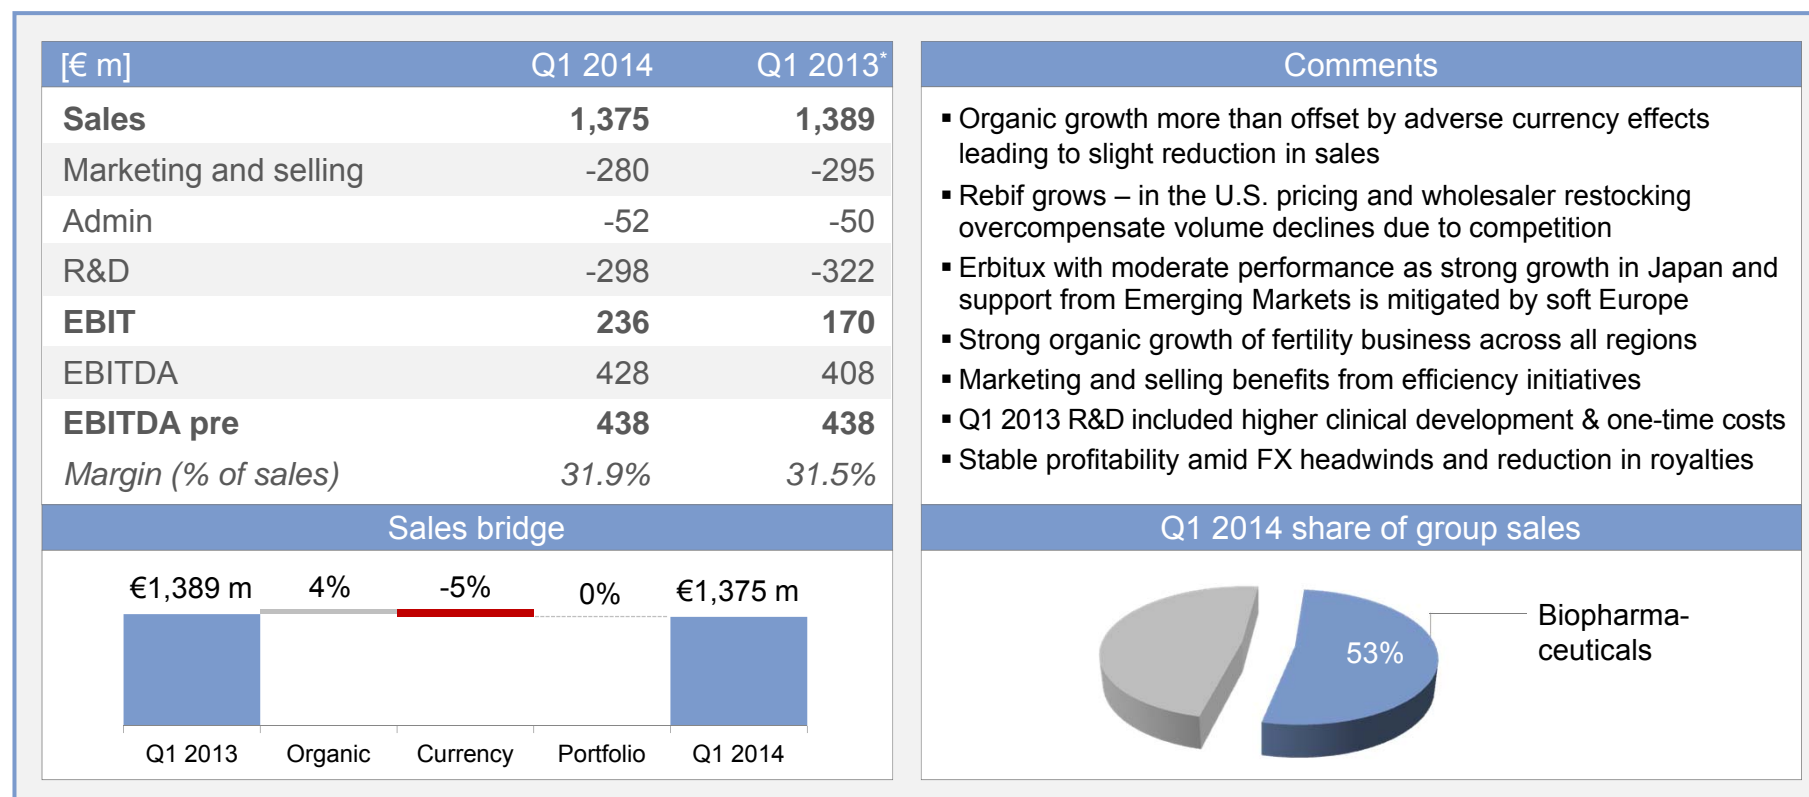 [€ m] Q1 2014 Q1 2013*
Sales 1,375 1,389
Marketing and selling -280 -295
Admin -52 -50
R&D -298 -322
EBIT 236 170
EBITDA 428 408
EBITDA pre 438 438
Margin (% of sales) 31.9% 31.5%
Comments
▪ Organic growth more than offset by adverse currency effects
leading to slight reduction in sales
▪ Rebif grows – in the U.S. pricing and wholesaler restocking
overcompensate volume declines due to competition
▪ Erbitux with moderate performance as strong growth in Japan and
support from Emerging Markets is mitigated by soft Europe
▪ Strong organic growth of fertility business across all regions
▪ Marketing and selling benefits from efficiency initiatives
▪ Q1 2013 R&D included higher clinical development & one-time costs
▪ Stable profitability amid FX headwinds and reduction in royalties
Sales bridge
€1,389 m 4% -5% 0% €1,375 m
Q1 2013 Organic Currency Portfolio Q1 2014
Q1 2014 share of group sales
53%
Biopharma-
ceuticals